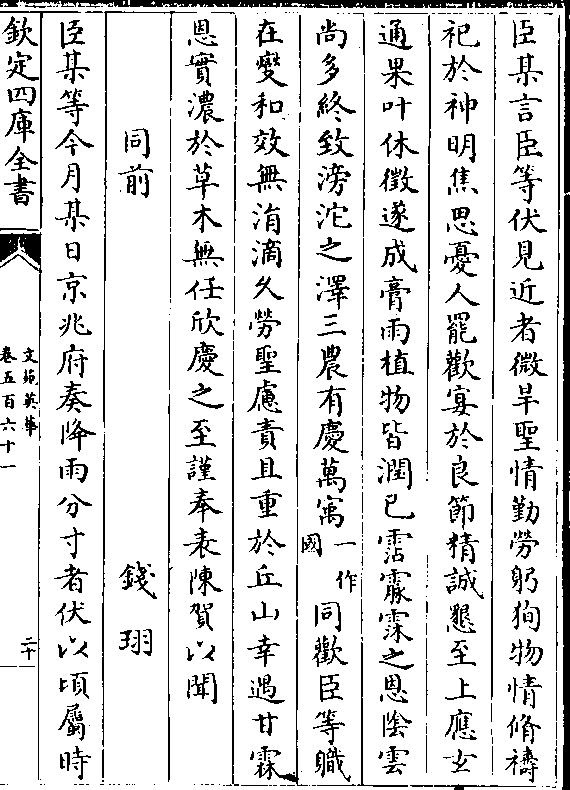 臣某言臣等伏見近者微旱聖情勤勞躬狥物情脩禱
祀於神明焦思憂人罷歡宴於良節精誠懇至上應玄
通果叶休徵遂成膏雨植物皆潤已霑霢霂之恩陰雲
尚多終致滂沱之澤三農有慶萬寓一作國同歡臣等職
在燮和效無消滴久勞聖慮責且重於丘山幸遇甘霖
恩實濃於草木無任欣慶之至謹奉表陳賀以聞
同前 錢珝
臣某等今月某日京兆府奏降雨分寸者伏以頃屬時
欽定四庫全書
文苑英華
卷五百六十一
二十